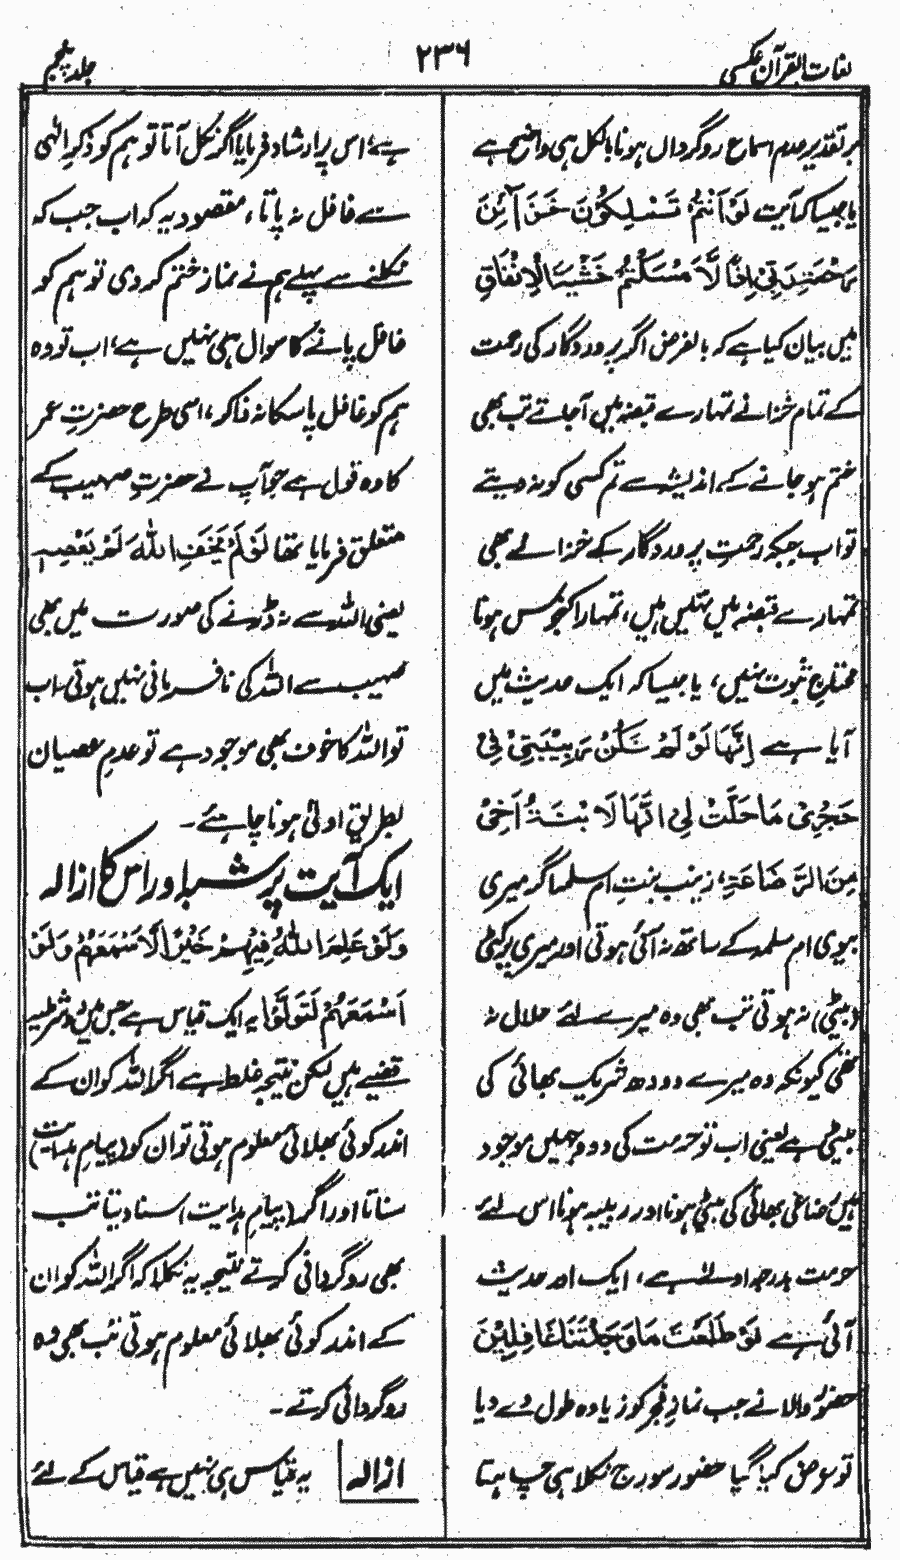 لغات القرآن عکسی
۲۳۶
جلد پنجم
بر تقدیر عدم اسماع روگرداں ہونا بالکل ہی واضح ہے
یا جیسا کہ آیت لَوْ اَنْتُمْ تَمْلِكُوْنَ خَزَآئِنَ
رَحْمَةِ رَبِّیْ اِذًا لَّاَمْسَكْتُمْ خَشْيَةَ الْاِنْفَاقِ
میں بیان کیا ہے کہ بالفرض اگر پروردگار کی رحمت
کے تمام خزانے تمہارے قبضہ میں آجاتے تب بھی
ختم ہو جانے کے اندیشہ سے تم کسی کو نہ دیتے
تو اب جبکہ رحمتِ پروردگار کے خزانے بھی
تمہارے قبضہ میں نہیں ہیں، تمہارا کنجوس ہونا
محتاجِ ثبوت نہیں، یا جیسا کہ ایک حدیث میں
آیا ہے اِنَّهَا لَوْ لَمْ تَكُنْ رَبِيْبَتِیْ فِیْ
حَجْرِیْ مَا حَلَّتْ لِیْ اِنَّهَا لَابْنَةُ اَخِیْ
مِنَ الرَّضَاعَةِ، زینب بنتِ ام سلمہ اگر میری
بیوی ام سلمہ کے ساتھ نہ آئی ہوتی اور میری پرکٹی
(بیٹی) نہ ہوتی تب بھی وہ میرے لئے حلال نہ
تھی کیونکہ وہ میرے دودھ شریک بھائی کی
بیٹی ہے یعنی اب تو حرمت کی دو وجہیں موجود
ہیں رضاعی بھائی کی بیٹی ہونا اور ربیبہ ہونا اس لئے
حرمت بدرجہ اولٰے ہے، ایک اور حدیث
آئی ہے لَوْ طَلَعَتْ مَا وَجَدْتَنَا غَافِلِيْنَ
حضورِ والا نے جب نمازِ فجر کو زیادہ طول دے دیا
تو عرض کیا گیا حضور سورج نکلا ہی چاہتا
ہے، اس پر ارشاد فرمایا اگر نکل آتا تو ہم کو ذکرِ الٰہی
سے غافل نہ پاتا، مقصود یہ کہ اب جب کہ
نکلنے سے پہلے ہم نے نماز ختم کر دی تو ہم کو
غافل پانے کا سوال ہی نہیں ہے، اب تو وہ
ہم کو غافل پا سکا نہ ذاکر، اسی طرح حضرتِ عمر
کا وہ قول ہے جو آپ نے حضرتِ صہیب کے
متعلق فرمایا تھا لَوْ لَمْ يَخَفِ اللّٰهَ لَمْ يَعْصِهٖ
یعنی اللہ سے نہ ڈرنے کی صورت میں بھی
صہیب سے اللہ کی نافرمانی نہیں ہوتی، اب
تو اللہ کا خوف بھی موجود ہے تو عدمِ عصیان
بطریق اولیٰ ہونا چاہئے۔
ایک آیت پر شبہ اور اس کا ازالہ
وَلَوْ عَلِمَ اللّٰهُ فِيْهِمْ خَيْرًا لَّاَسْمَعَهُمْ وَلَوْ
اَسْمَعَهُمْ لَتَوَلَّوْا یہ ایک قیاس ہے جس میں دو شرطیہ
قضیے ہیں لیکن نتیجہ غلط ہے اگر اللہ کو ان کے
اندر کوئی بھلائی معلوم ہوتی تو ان کو (پیامِ ہدایت)
سناتا اور اگر (پیامِ ہدایت) سنا دیتا تب
بھی روگردانی کرتے نتیجہ یہ نکلا کہ اگر اللہ کو ان
کے اندر کوئی بھلائی معلوم ہوتی تب بھی وہ
روگردانی کرتے۔
ازالہ یہ قیاس ہی نہیں ہے قیاس کے لئے